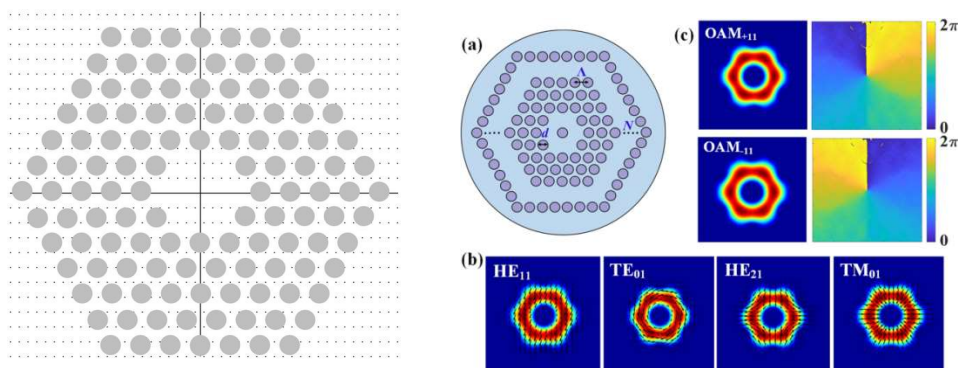 (a)
Λ
d
N
(c)
OAM+11
2π
0
OAM-11
2π
0
(b)
HE11
TE01
HE21
TM01